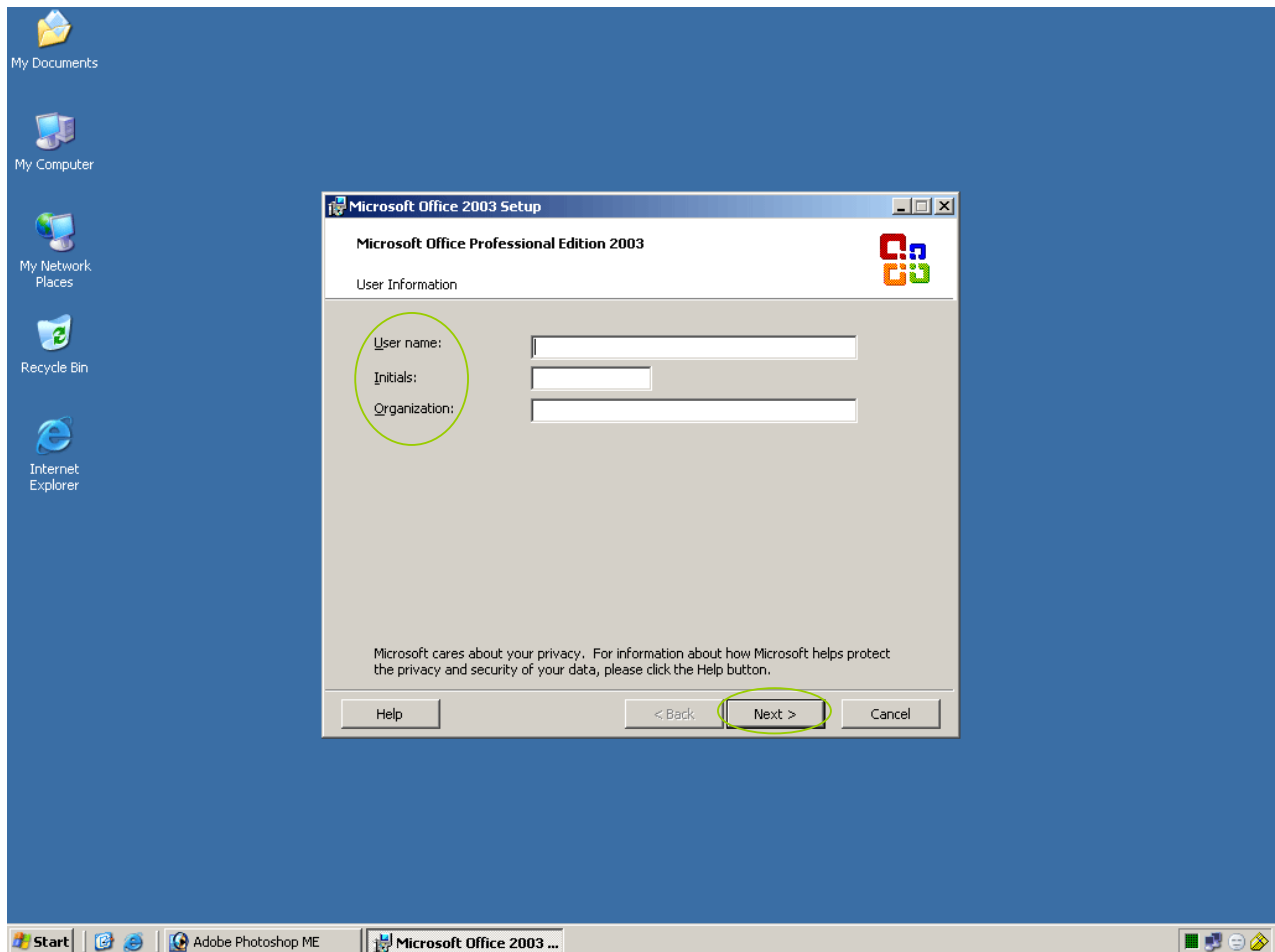 My Documents
My Computer
My Network
Places
Recycle Bin
Internet
Explorer
Microsoft Office 2003 Setup
Microsoft Office Professional Edition 2003
User Information
User name:
Initials:
Organization:
Microsoft cares about your privacy.  For information about how Microsoft helps protect
the privacy and security of your data, please click the Help button.
Help
< Back
Next >
Cancel
Start
Adobe Photoshop ME
Microsoft Office 2003 ...